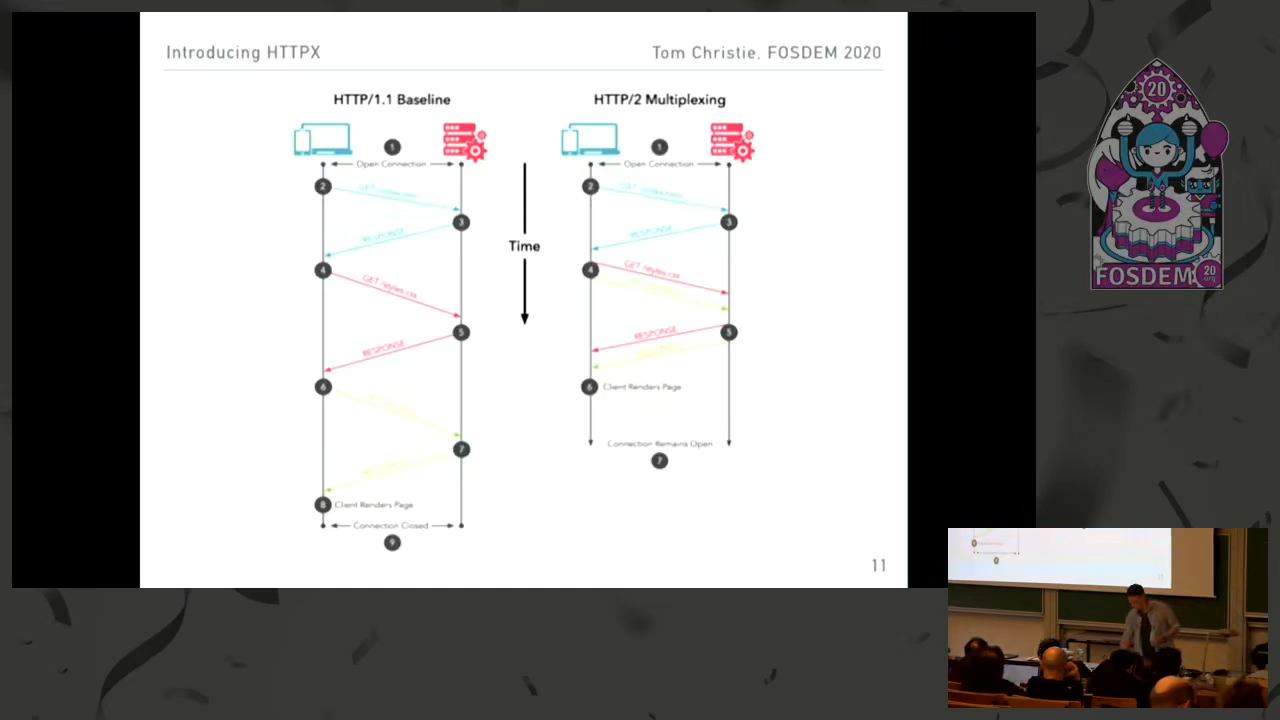 Introducing HTTPX
Tom Christie, FOSDEM 2020
HTTP/1.1 Baseline
1
Open Connection
2
3
RESPONSE
4
GET /styles.css
5
RESPONSE
6
7
8 Client Renders Page
Connection Closed
9
Time
HTTP/2 Multiplexing
1
Open Connection
2
3
RESPONSE
4
GET /styles.css
RESPONSE
5
6 Client Renders Page
Connection Remains Open
7
11
20
FOSDEM
20
.org